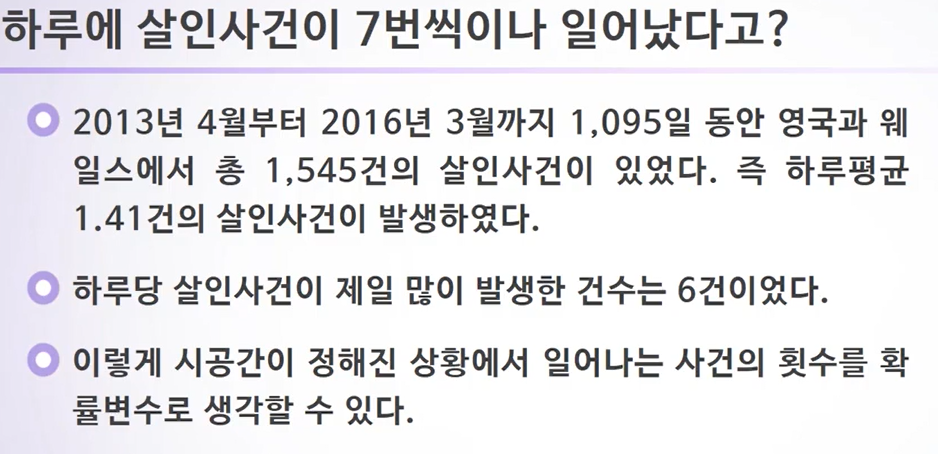 하루에 살인사건이 7번씩이나 일어났다고?
2013년 4월부터 2016년 3월까지 1,095일 동안 영국과 웨
일스에서 총 1,545건의 살인사건이 있었다. 즉 하루평균
1.41건의 살인사건이 발생하였다.
하루당 살인사건이 제일 많이 발생한 건수는 6건이었다.
이렇게 시공간이 정해진 상황에서 일어나는 사건의 횟수를 확
률변수로 생각할 수 있다.